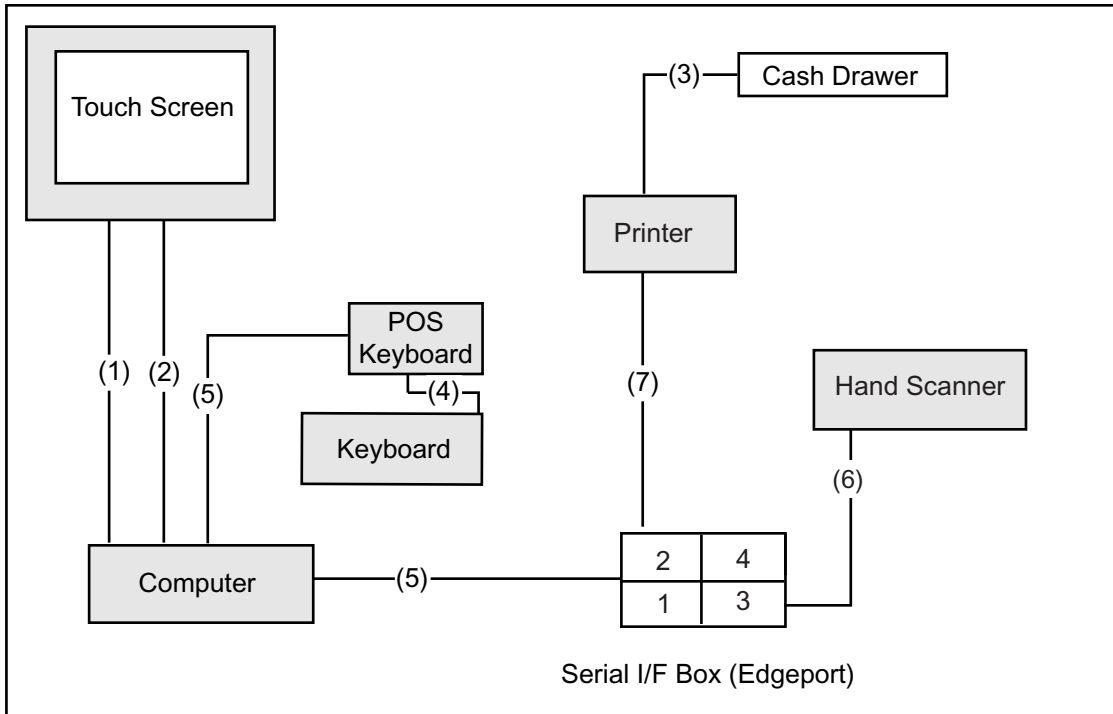 Touch Screen
(3)
Cash Drawer
Printer
POS
Keyboard
(1)
(2)
(5)
(4)
(7)
Hand Scanner
Keyboard
(6)
2
4
Computer
(5)
1
3
Serial I/F Box (Edgeport)